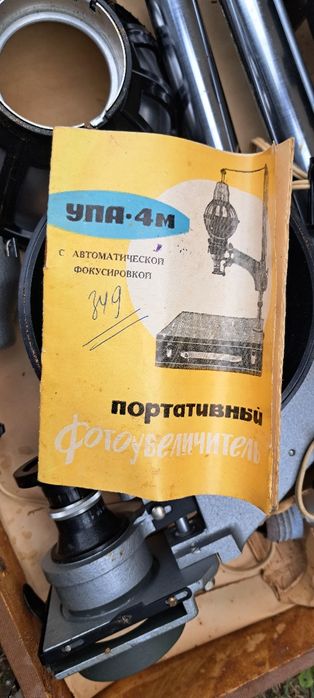 УПА•4м
С АВТОМАТИЧЕСКОЙ
ФОКУСИРОВКОЙ
349
портативный
фотоувеличитель